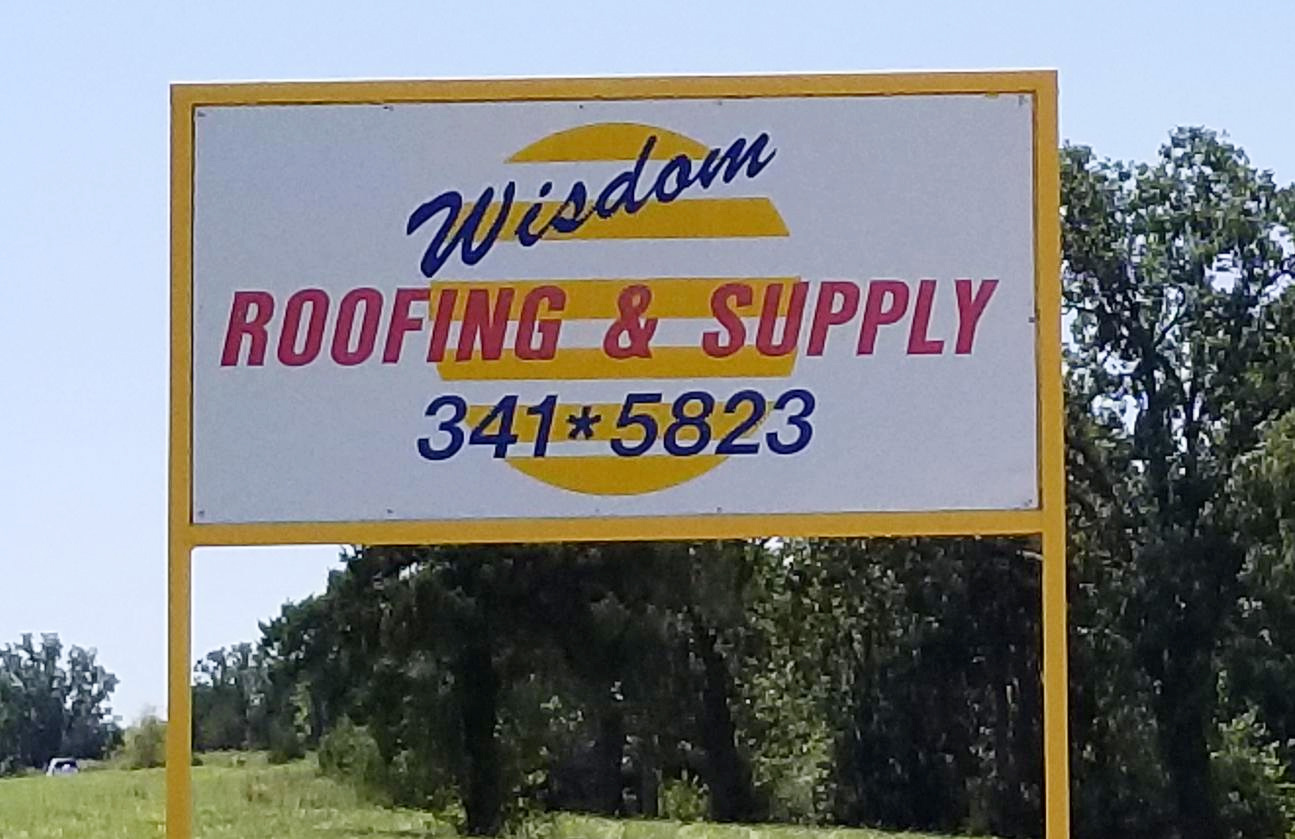 Wisdom
ROOFING & SUPPLY
341*5823